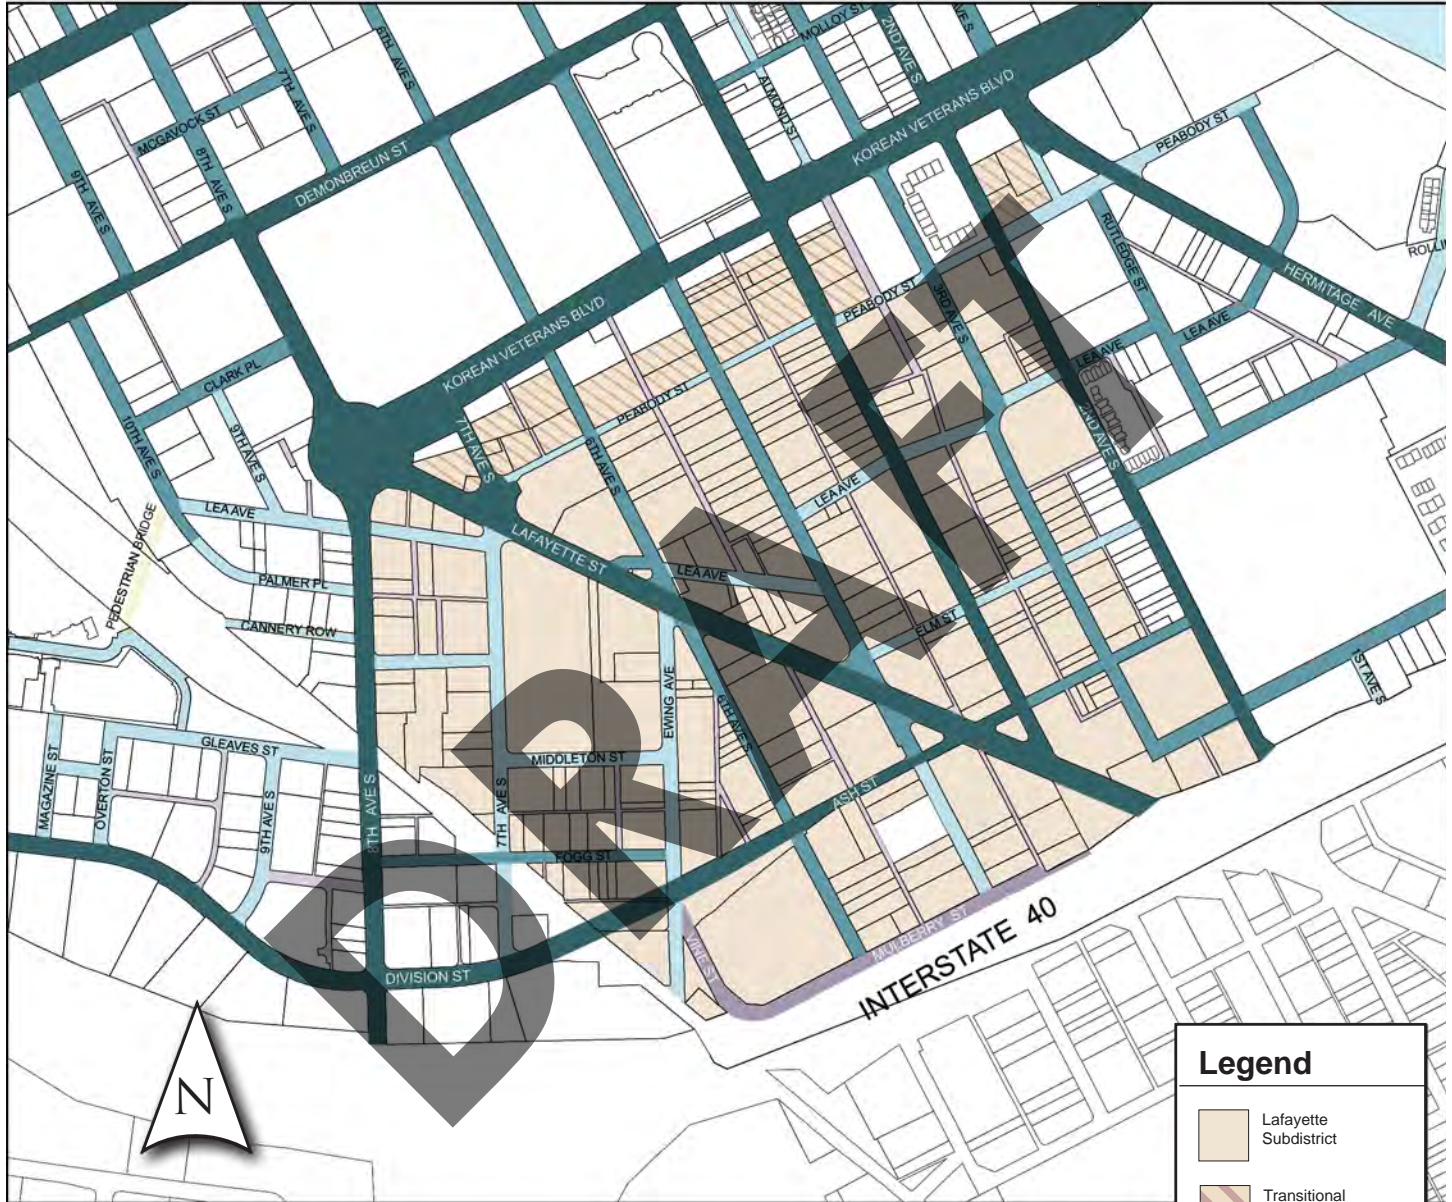 MOLLOY ST
2ND AVE S
AVE S
6TH AVE S
7TH AVE S
ALMOND ST
KOREAN VETERANS BLVD
MCGAVOCK ST
8TH AVE S
PEABODY ST
9TH AVE S
DEMONBREUN ST
RUTLEDGE ST
HERMITAGE AVE
PEABODY ST
3RD AVE S
LEA AVE
KOREAN VETERANS BLVD
LEA AVE
CLARK PL
PEABODY ST
7TH AVE S
2ND AVE S
10TH AVE S
9TH AVE S
6TH AVE S
LEA AVE
LEA AVE
LAFAYETTE ST
PEDESTRIAN BRIDGE
PALMER PL
LEA AVE
CANNERY ROW
ELM ST
1ST AVE S
EWING AVE
6TH AVE S
GLEAVES ST
MIDDLETON ST
MAGAZINE ST
OVERTON ST
9TH AVE S
8TH AVE S
7TH AVE S
ASH ST
FOGG ST
VINE ST
MULBERRY ST
INTERSTATE 40
DIVISION ST
DRAFT
N
Legend
Lafayette
Subdistrict
Transitional